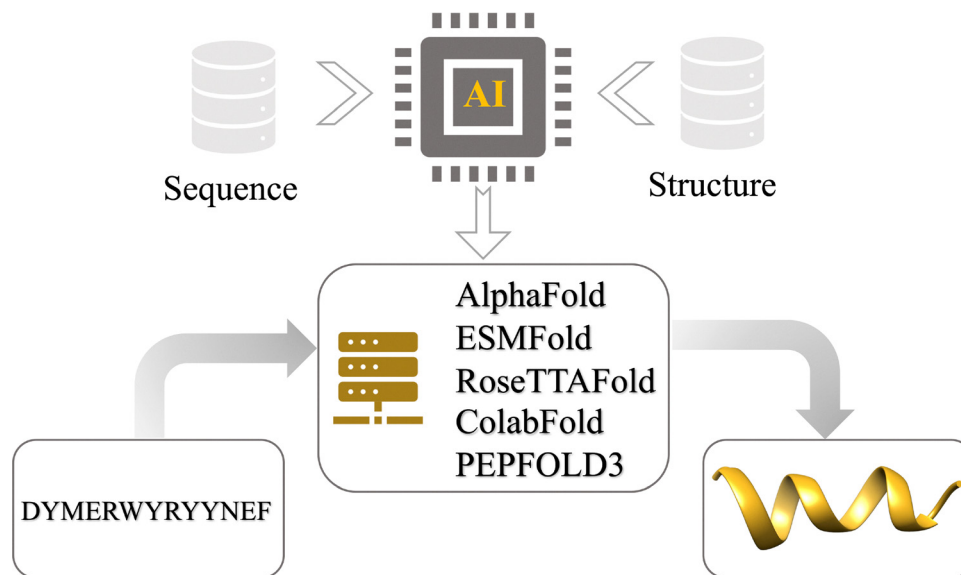 AI
Sequence
Structure
AlphaFold
ESMFold
RoseTTAFold
ColabFold
PEPFOLD3
DYMERWYRYYNEF